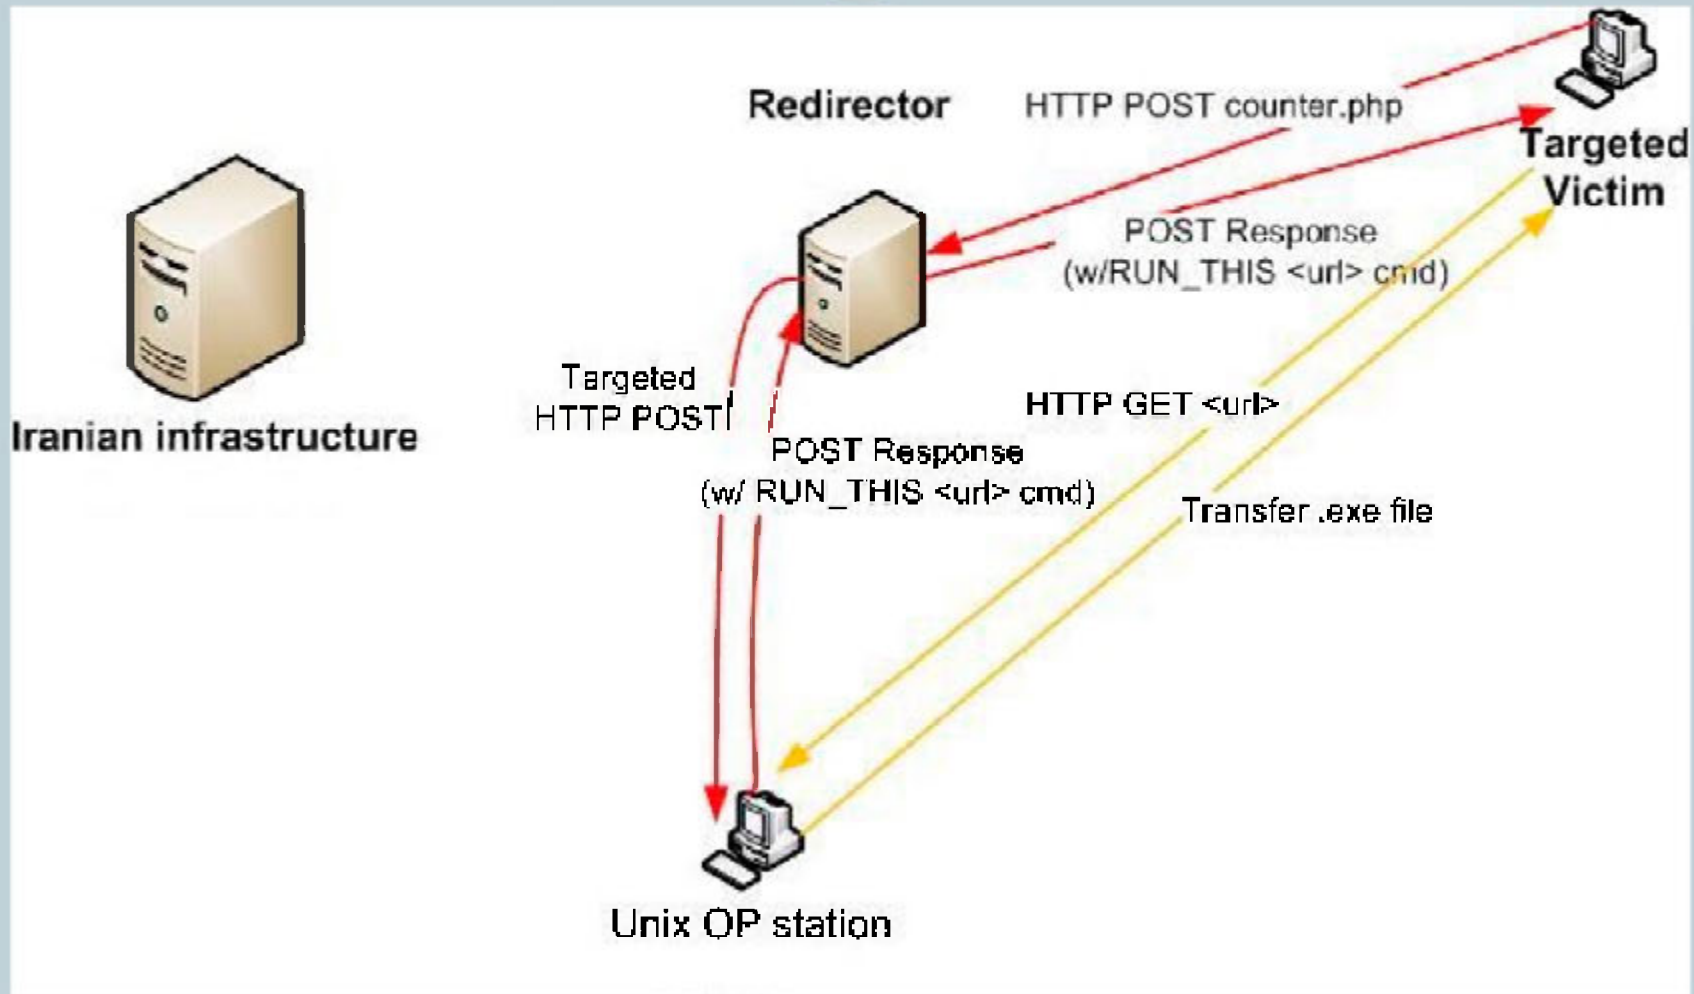 Redirector
HTTP POST counter.php
Targeted
Victim
POST Response
(w/RUN_THIS <url> cmd)
Iranian infrastructure
Targeted
HTTP POST
HTTP GET <url>
POST Response
(w/ RUN_THIS <url> cmd)
Transfer .exe file
Unix OP station